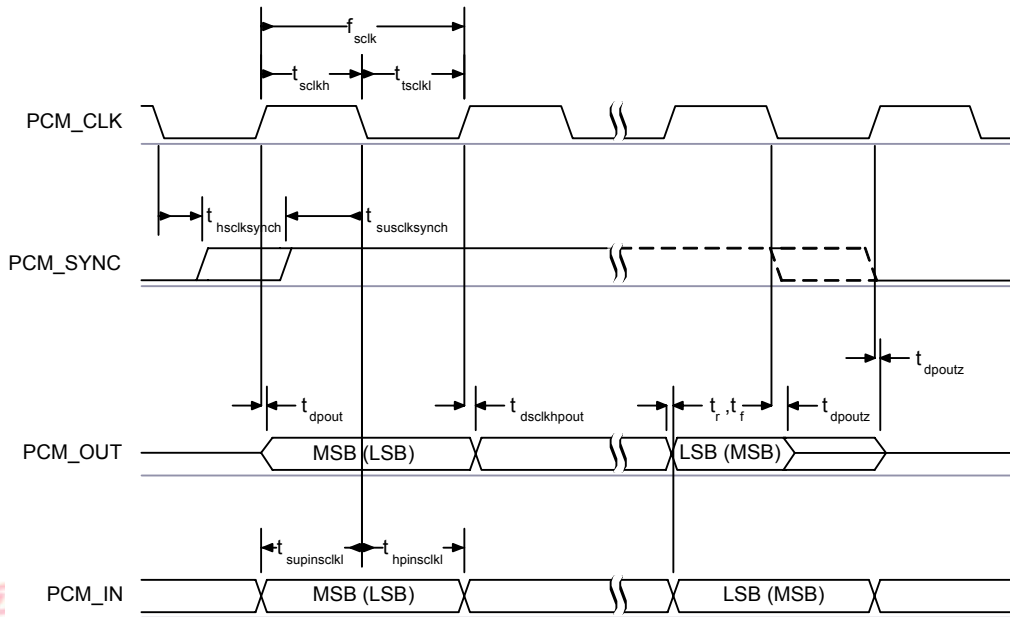 f sclk
t sclkh
t tsclkl
PCM_CLK
t hsclksynch
t susclksynch
PCM_SYNC
t dpoutz
t dpout
t dsclkhpout
t r ,t f
t dpoutz
PCM_OUT
MSB (LSB)
LSB (MSB)
t supinsclkl
t hpinsclkl
PCM_IN
MSB (LSB)
LSB (MSB)